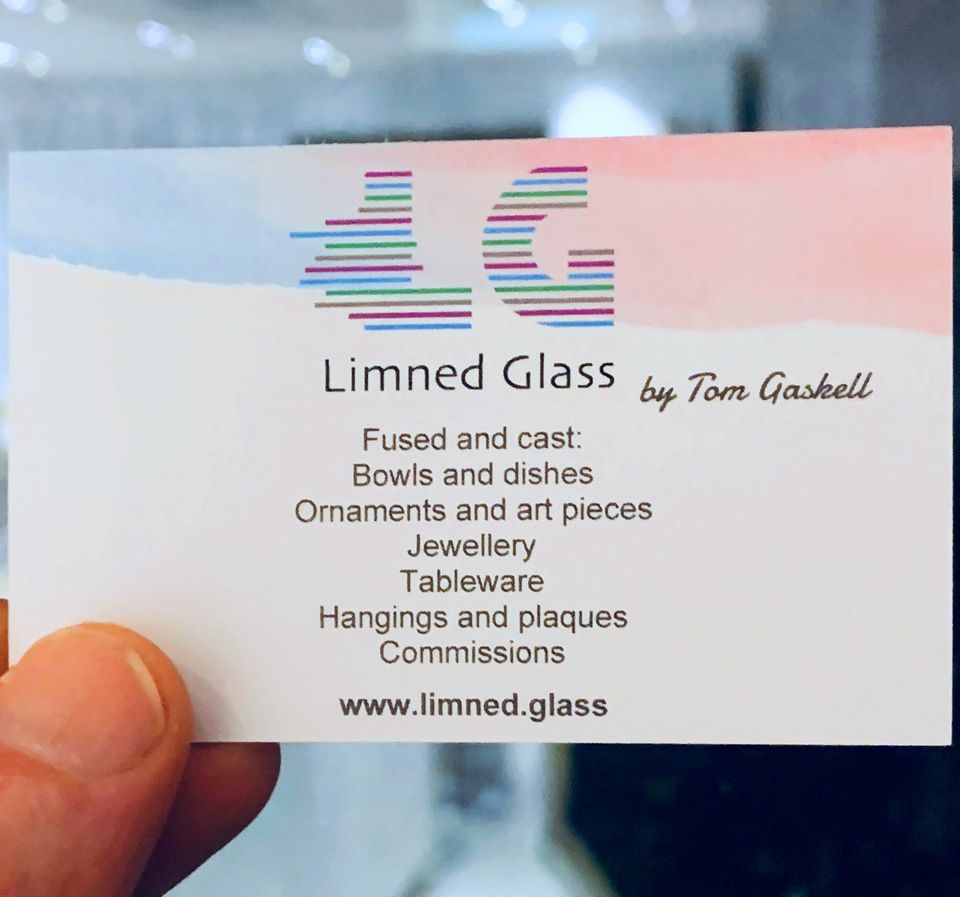 LG
Limned Glass by Tom Gaskell
Fused and cast:
Bowls and dishes
Ornaments and art pieces
Jewellery
Tableware
Hangings and plaques
Commissions
www.limned.glass